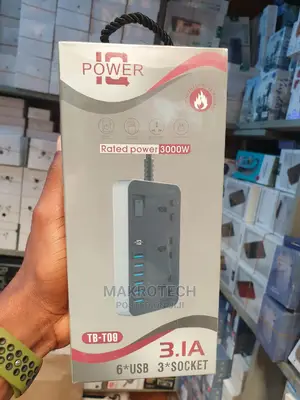 IQ
POWER
Rated power 3000W
MAKROTECH
TB-T09
3.1A
6*USB 3*SOCKET